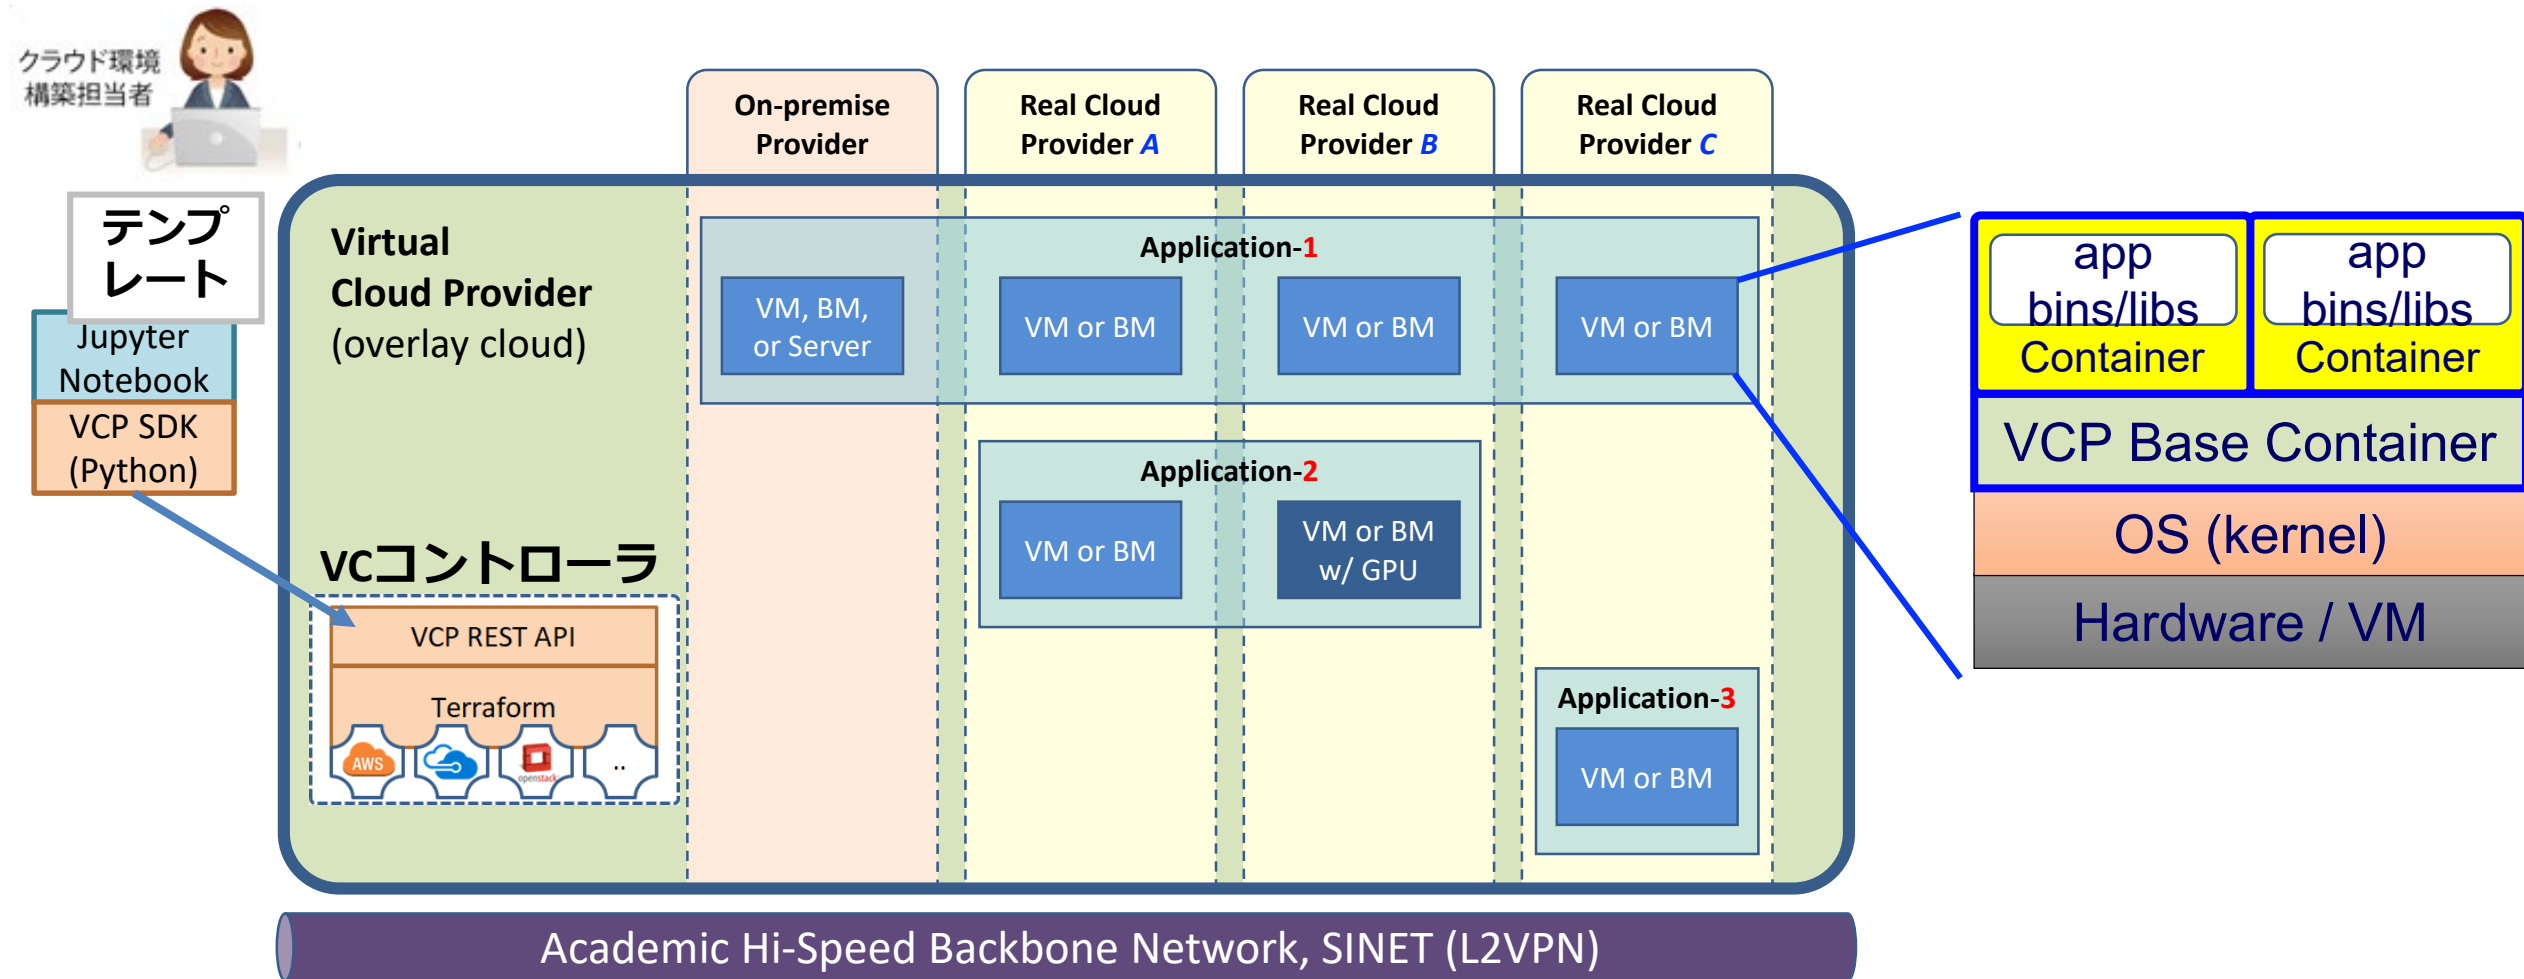 クラウド環境
構築担当者
テンプ
レート
Jupyter
Notebook
VCP SDK
(Python)
On-premise
Provider
Real Cloud
Provider A
Real Cloud
Provider B
Real Cloud
Provider C
Virtual
Cloud Provider
(overlay cloud)
VCコントローラ
VCP REST API
Terraform
AWS
openstack
..
Application-1
VM, BM,
or Server
VM or BM
VM or BM
VM or BM
Application-2
VM or BM
VM or BM
w/ GPU
Application-3
VM or BM
app
bins/libs
Container
app
bins/libs
Container
VCP Base Container
OS (kernel)
Hardware / VM
Academic Hi-Speed Backbone Network, SINET (L2VPN)